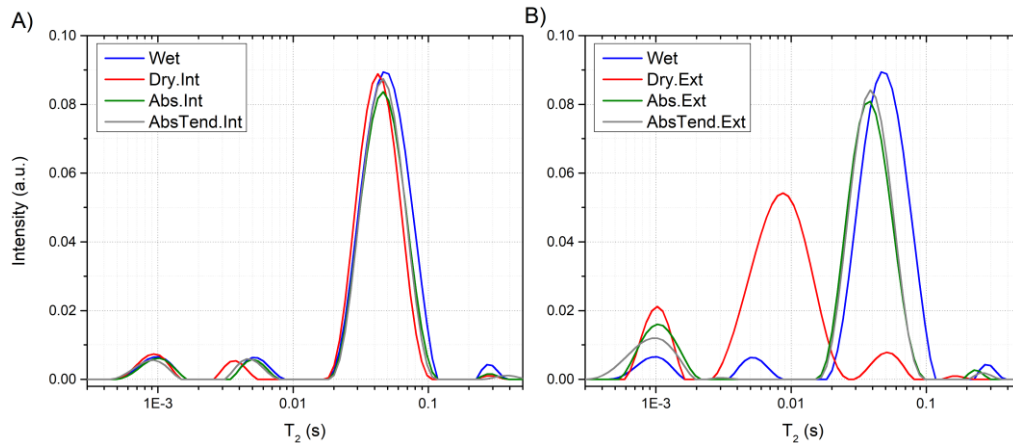 A)
Wet
Dry.Int
Abs.Int
AbsTend.Int
Intensity (a.u.)
0.10
0.08
0.06
0.04
0.02
0.00
1E-3
0.01
0.1
T2 (s)
B)
Wet
Dry.Ext
Abs.Ext
AbsTend.Ext
0.10
0.08
0.06
0.04
0.02
0.00
1E-3
0.01
0.1
T2 (s)